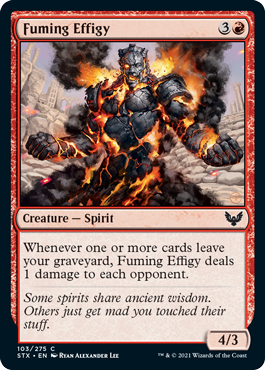 Fuming Effigy 3
Creature — Spirit
Whenever one or more cards leave
your graveyard, Fuming Effigy deals
1 damage to each opponent.
Some spirits share ancient wisdom.
Others just get mad you touched their
stuff.
4/3
103/275 C
STX • EN Ryan Alexander Lee
™ & © 2021 Wizards of the Coast